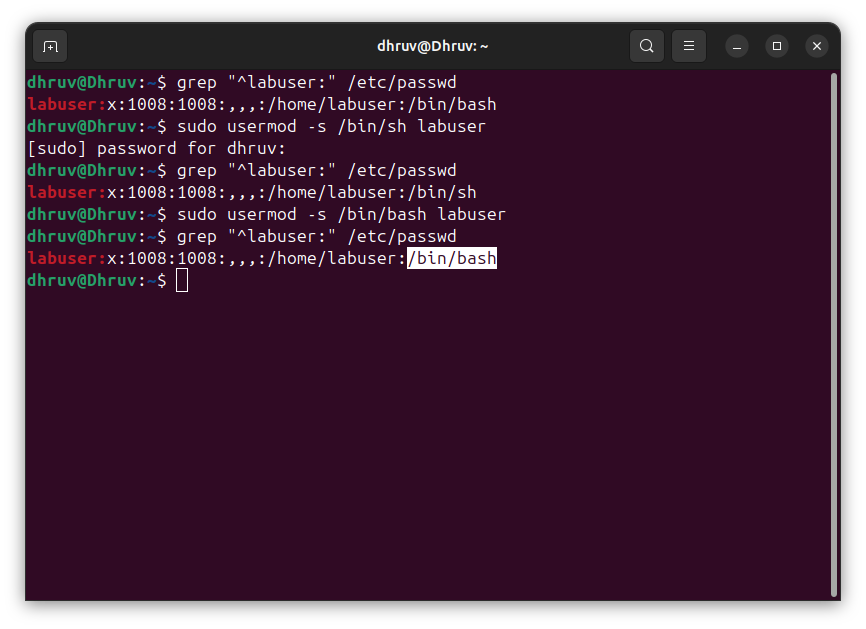 dhruv@Dhruv: ~
dhruv@Dhruv:~$ grep "^labuser:" /etc/passwd
labuser:x:1008:1008:,,,:/home/labuser:/bin/bash
dhruv@Dhruv:~$ sudo usermod -s /bin/sh labuser
[sudo] password for dhruv:
dhruv@Dhruv:~$ grep "^labuser:" /etc/passwd
labuser:x:1008:1008:,,,:/home/labuser:/bin/sh
dhruv@Dhruv:~$ sudo usermod -s /bin/bash labuser
dhruv@Dhruv:~$ grep "^labuser:" /etc/passwd
labuser:x:1008:1008:,,,:/home/labuser:/bin/bash
dhruv@Dhruv:~$